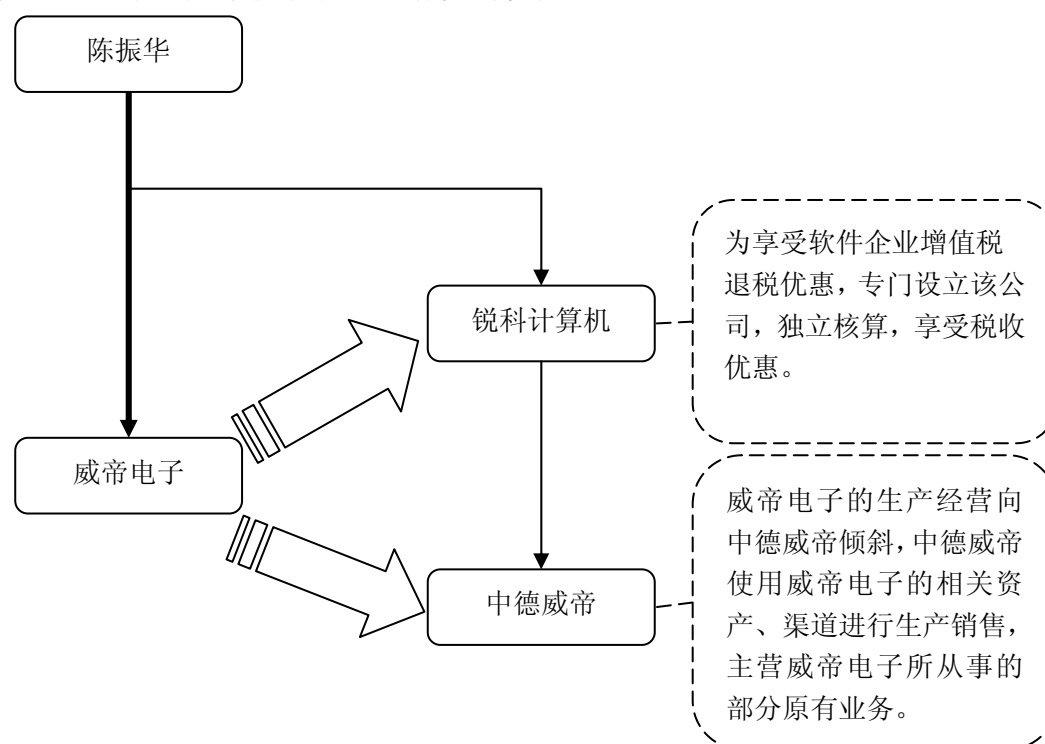 陈振华
锐科计算机
为享受软件企业增值税
退税优惠，专门设立该公
司，独立核算，享受税收
优惠。
威帝电子
中德威帝
威帝电子的生产经营向
中德威帝倾斜，中德威帝
使用威帝电子的相关资
产、渠道进行生产销售，
主营威帝电子所从事的
部分原有业务。